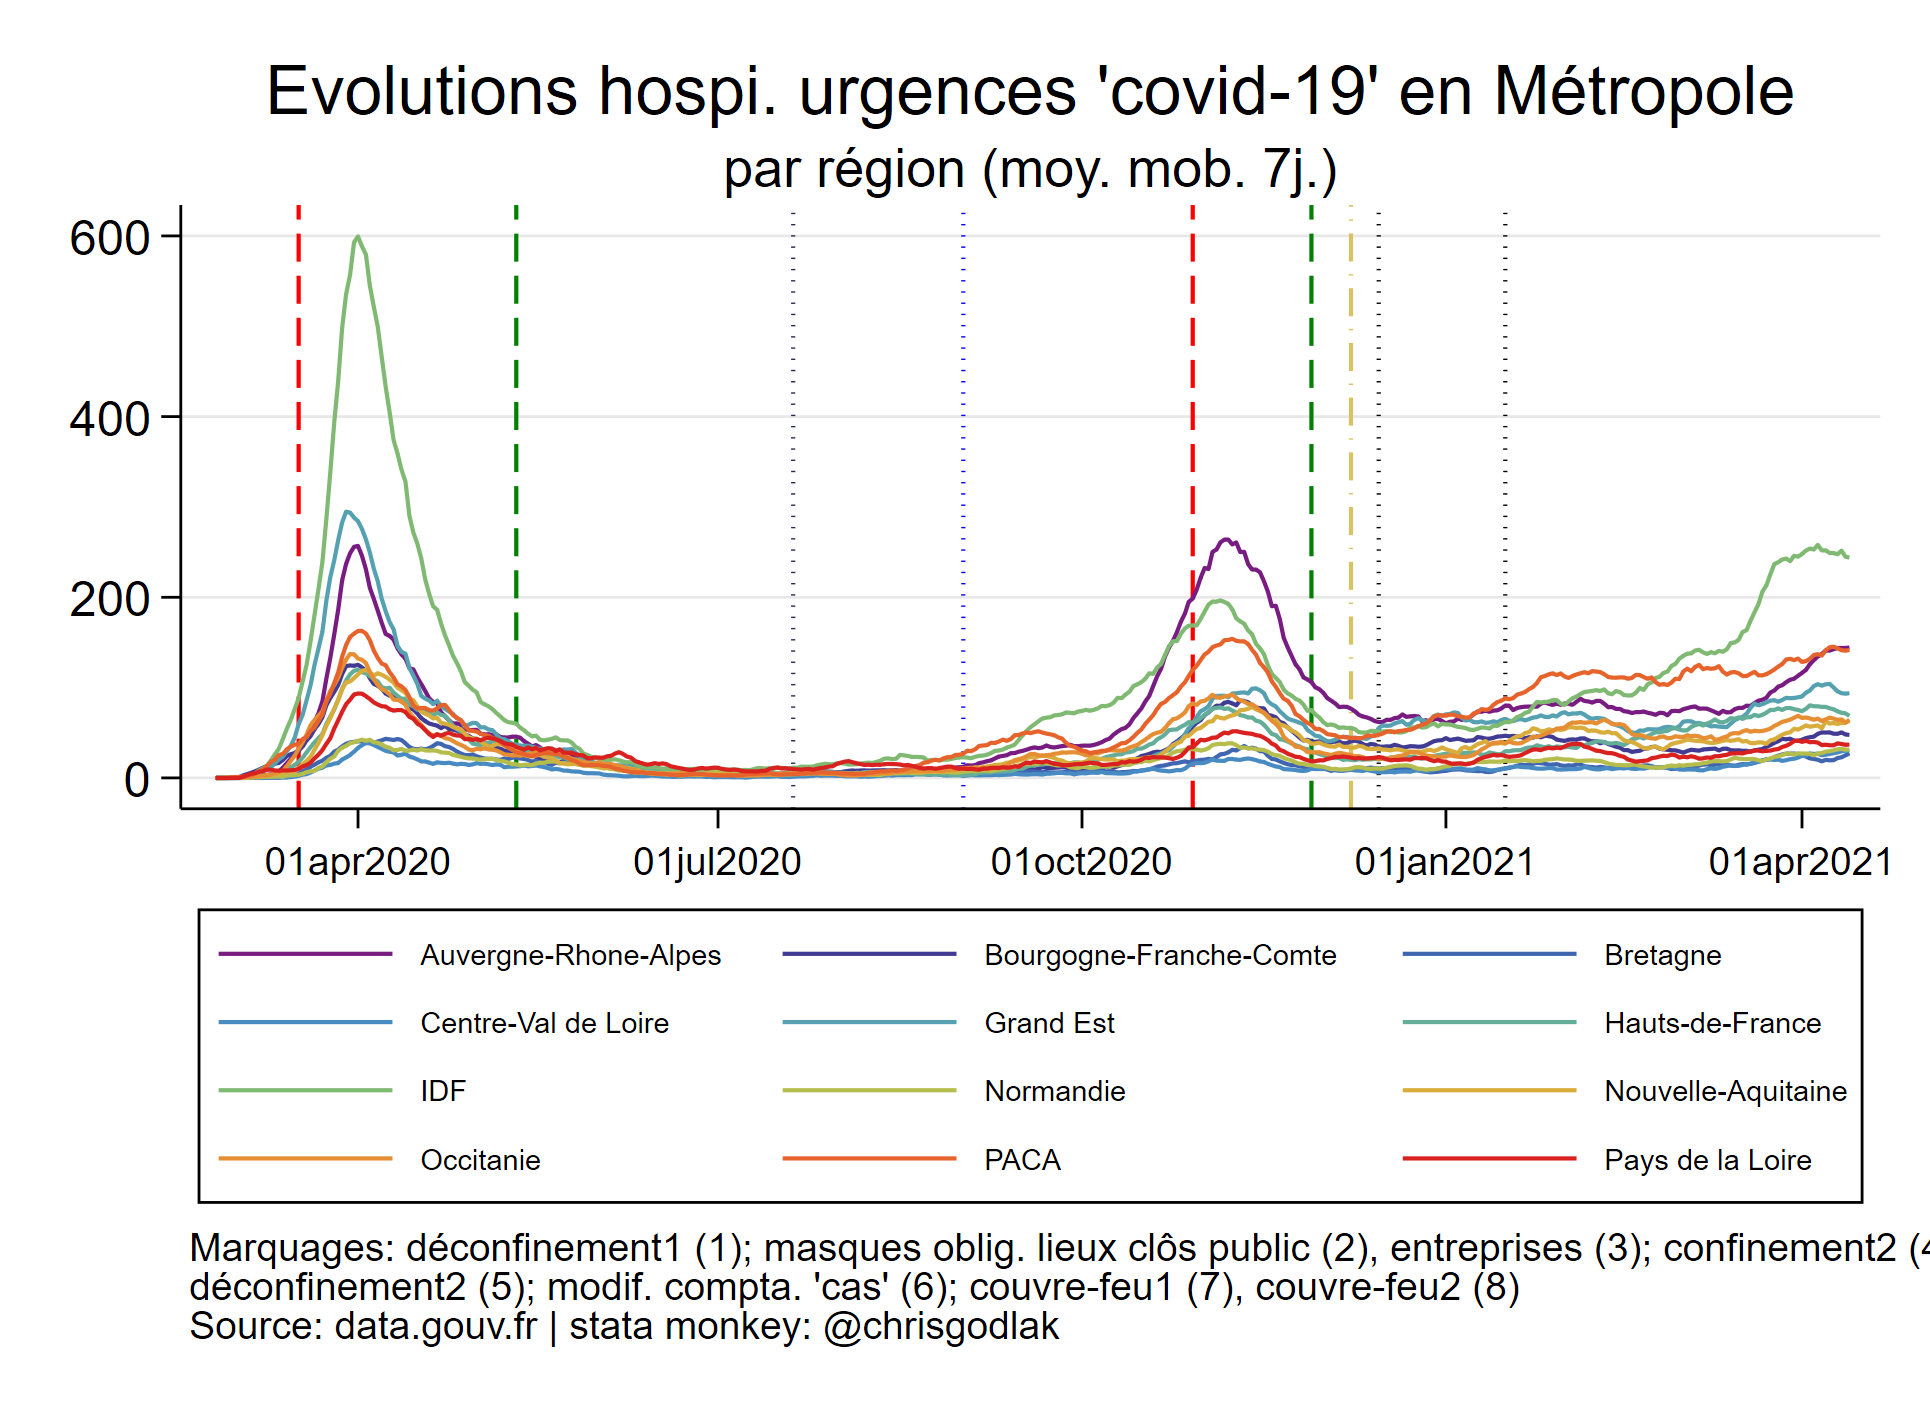 Evolutions hospi. urgences 'covid-19' en Métropole
par région (moy. mob. 7j.)
600
400
200
0
01apr2020 01jul2020 01oct2020 01jan2021 01apr2021
Auvergne-Rhone-Alpes Bourgogne-Franche-Comte Bretagne
Centre-Val de Loire Grand Est Hauts-de-France
IDF Normandie Nouvelle-Aquitaine
Occitanie PACA Pays de la Loire
Marquages: déconfinement1 (1); masques oblig. lieux clôs public (2), entreprises (3); confinement2 (4
déconfinement2 (5); modif. compta. 'cas' (6); couvre-feu1 (7), couvre-feu2 (8)
Source: data.gouv.fr | stata monkey: @chrisgodlak